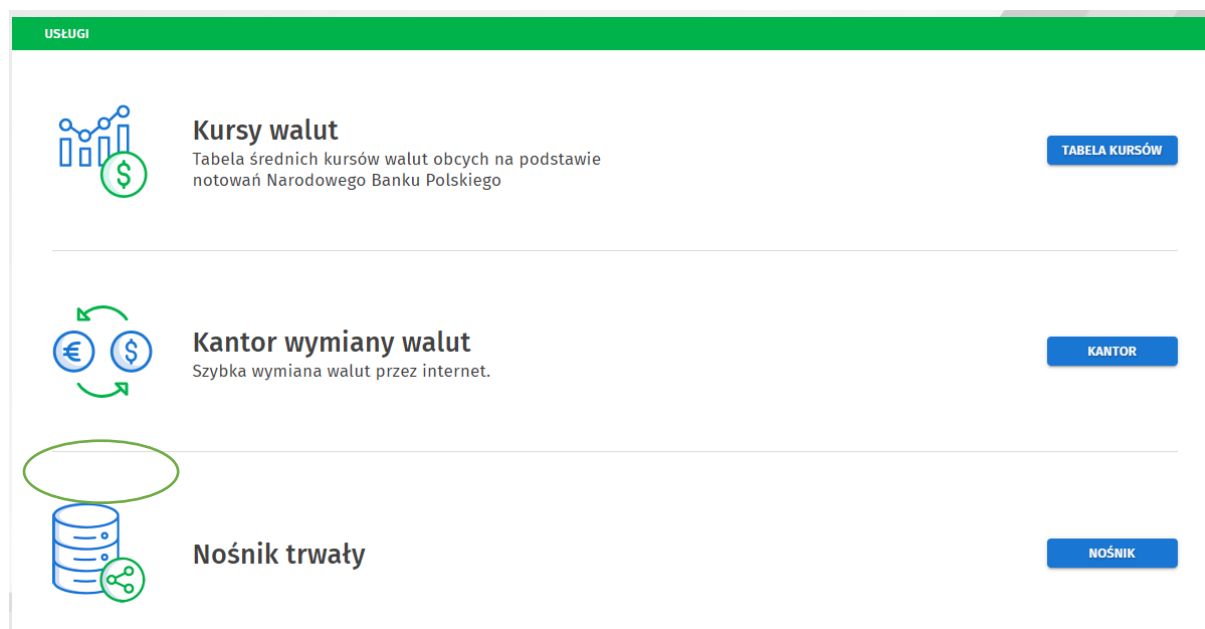 USŁUGI
Kursy walut
Tabela średnich kursów walut obcych na podstawie
notowań Narodowego Banku Polskiego
TABELA KURSÓW
$
Kantor wymiany walut
Szybka wymiana walut przez internet.
KANTOR
€ $
Nośnik trwały
NOŚNIK